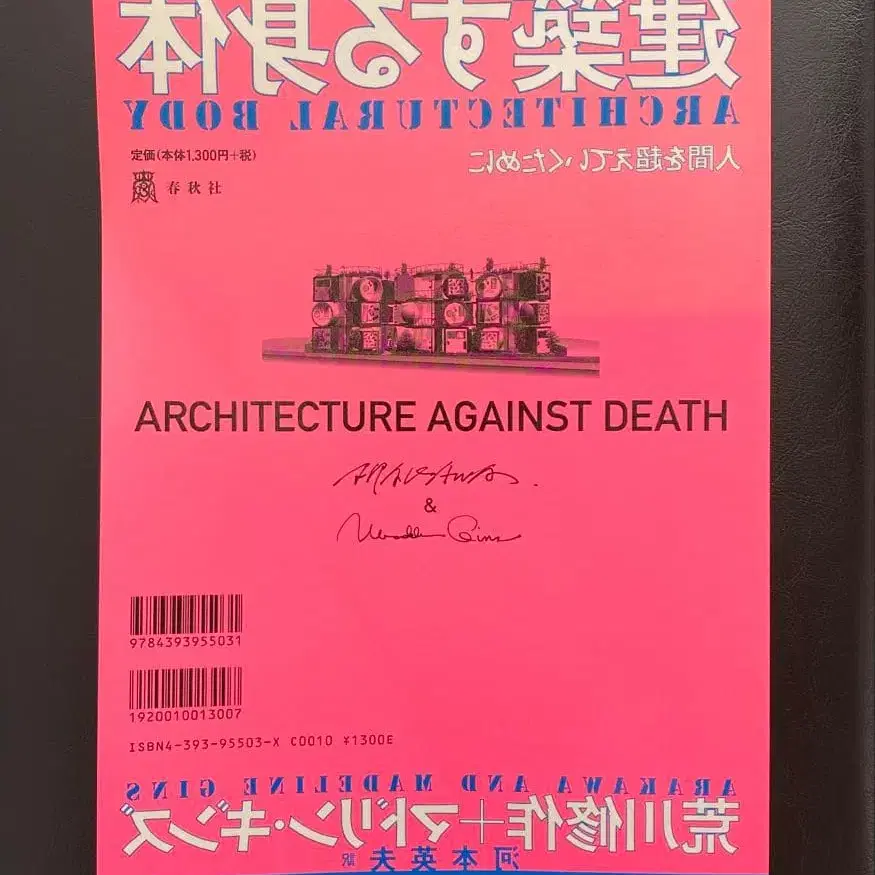 建築する身体
ARCHITECTURAL BODY
人間を超えていくために
定価(本体1,300円+税)
春秋社
ARCHITECTURE AGAINST DEATH
ARAKAWA
&
Madeline Gins
9784393955031
1920010013007
ISBN4-393-95503-X C0010 ¥1300E
ARAKAWA AND MADELINE GINS
荒川修作+マドリン・ギンズ
河本英夫 訳